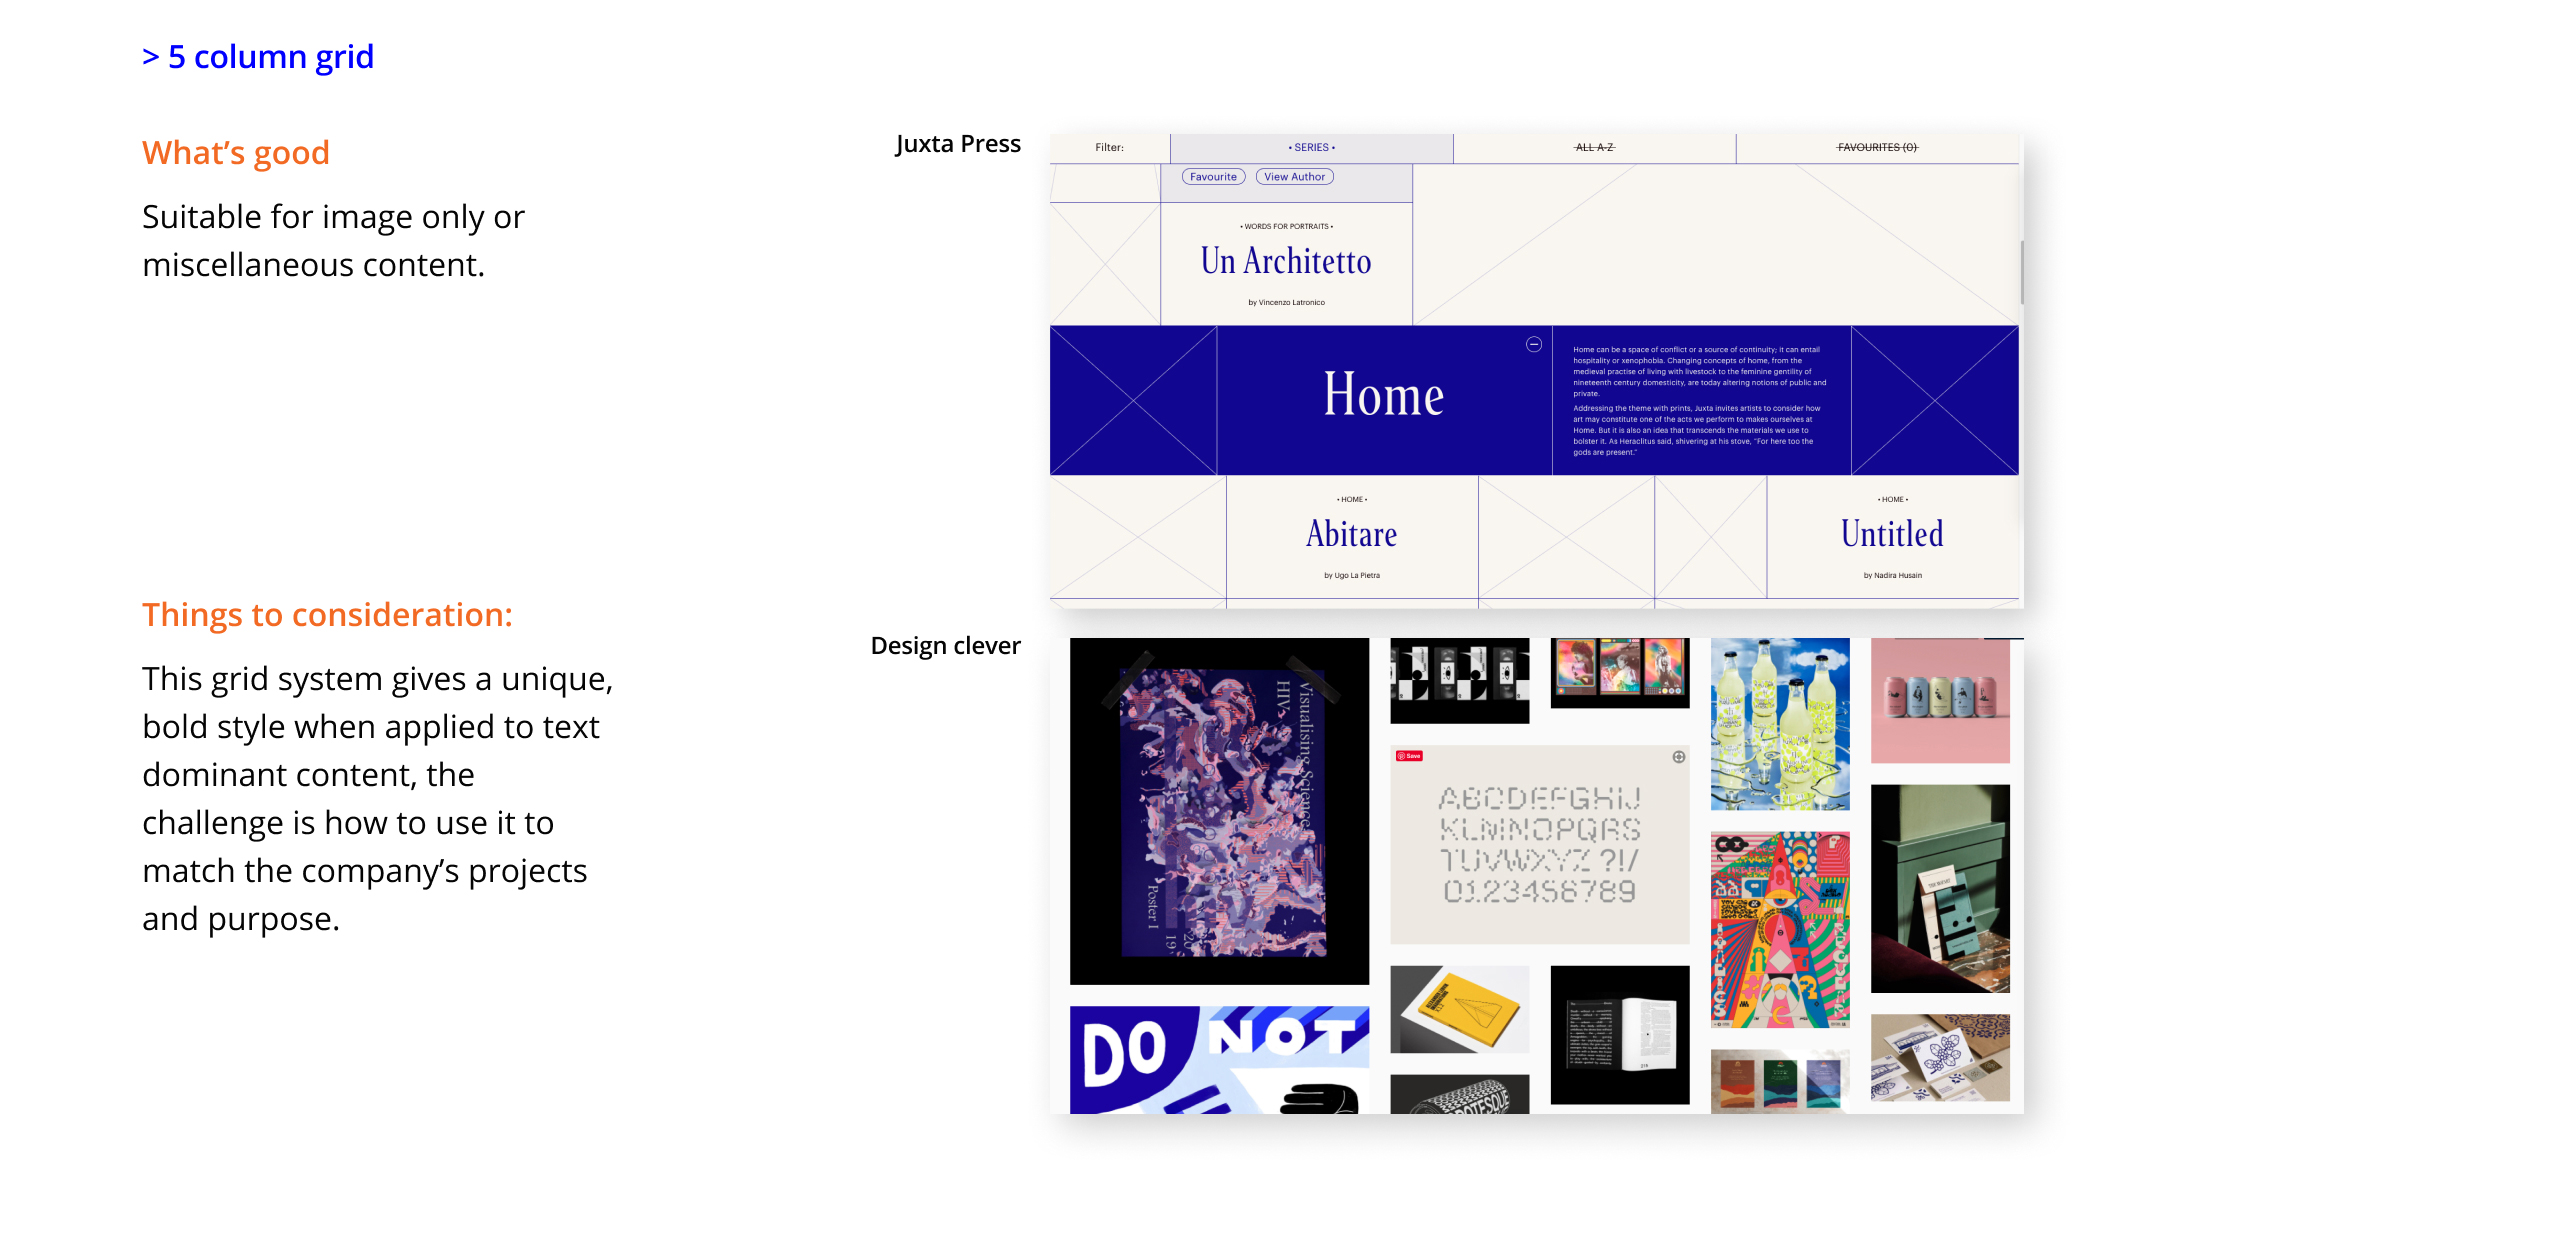 > 5 column grid
What's good
Suitable for image only or
miscellaneous content.
Things to consideration:
This grid system gives a unique,
bold style when applied to text
dominant content, the
challenge is how to use it to
match the company's projects
and purpose.
Juxta Press
Filter:
• SERIES •
ALL A-Z
FAVOURITES (0)
Favourite
View Author
• WORDS FOR PORTRAITS •
Un Architetto
by Vincenzo Latronico
Home
Home can be a space of conflict or a source of continuity; it can entail
hospitality or xenophobia. Changing concepts of home, from the
medieval practise of living with livestock to the feminine gentility of
nineteenth century domesticity, are today altering notions of public and
private.
Addressing the theme with prints, Juxta invites artists to consider how
art may constitute one of the acts we perform to makes ourselves at
Home. But it is also an idea that transcends the materials we use to
bolster it. As Heraclitus said, shivering at his stove, "For here too the
gods are present."
• HOME •
Abitare
by Ugo La Pietra
• HOME •
Untitled
by Nadira Husain
Design clever
Visualising Science
HIV
Poster 1
20
19
Save
ABCDEFGHIJ
KLMNOPQRS
TUVWXYZ ?!/
0123456789
DO NOT